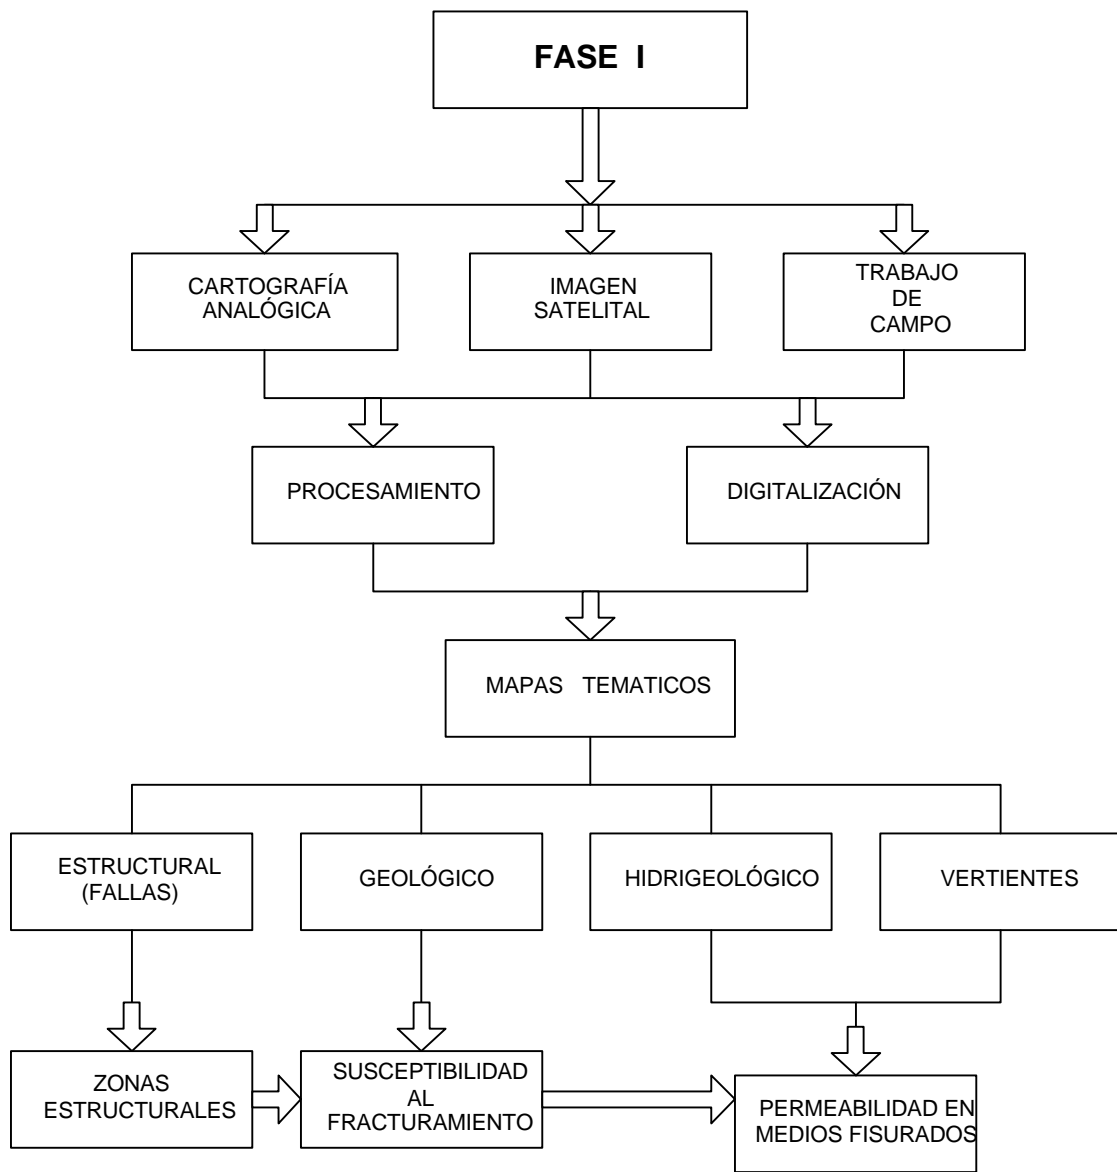 FASE I
CARTOGRAFÍA
ANALÓGICA
IMAGEN
SATELITAL
TRABAJO
DE
CAMPO
PROCESAMIENTO
DIGITALIZACIÓN
MAPAS TEMATICOS
ESTRUCTURAL
(FALLAS)
GEOLÓGICO
HIDRIGEOLÓGICO
VERTIENTES
ZONAS
ESTRUCTURALES
SUSCEPTIBILIDAD
AL
FRACTURAMIENTO
PERMEABILIDAD EN
MEDIOS FISURADOS